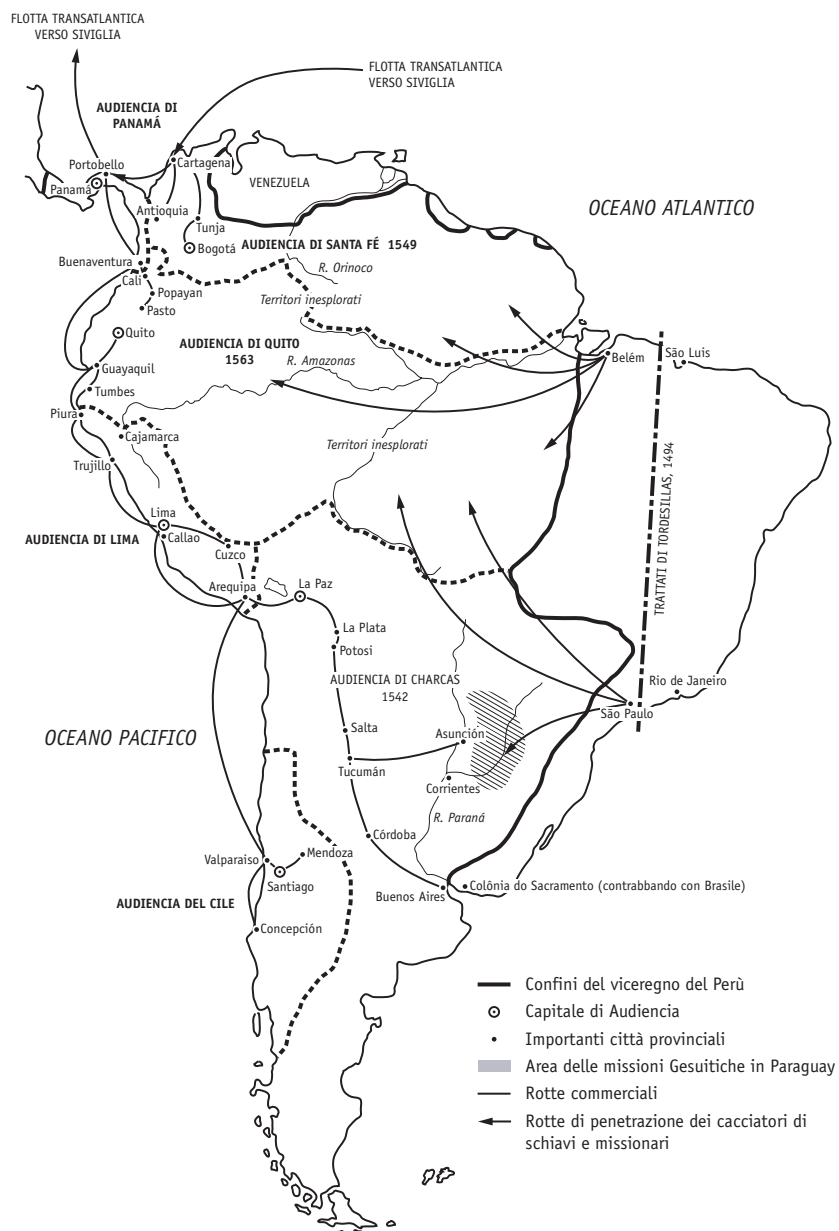 FLOTTA TRANSATLANTICA
VERSO SIVIGLIA
FLOTTA TRANSATLANTICA
VERSO SIVIGLIA
AUDIENCIA DI
PANAMÁ
Portobello
Cartagena
Panamá
VENEZUELA
Antioquia
Tunja
OCEANO ATLANTICO
Bogotá
AUDIENCIA DI SANTA FÉ 1549
Buenaventura
R. Orinoco
Cali
Popayan
Territori inesplorati
Pasto
Quito
AUDIENCIA DI QUITO
1563
Belém
São Luis
R. Amazonas
Guayaquil
Tumbes
Piura
Cajamarca
Territori inesplorati
Trujillo
TRATTATI DI TORDESILLAS, 1494
Lima
AUDIENCIA DI LIMA
Callao
Cuzco
Arequipa
La Paz
La Plata
Potosi
AUDIENCIA DI CHARCAS
1542
Rio de Janeiro
São Paulo
OCEANO PACIFICO
Salta
Asunción
Tucumán
Corrientes
R. Paraná
Córdoba
Valparaiso
Mendoza
Santiago
Buenos Aires
Colônia do Sacramento (contrabbando con Brasile)
AUDIENCIA DEL CILE
Concepción
Confini del viceregno del Perù
Capitale di Audiencia
Importanti città provinciali
Area delle missioni Gesuitiche in Paraguay
Rotte commerciali
Rotte di penetrazione dei cacciatori di
schiavi e missionari